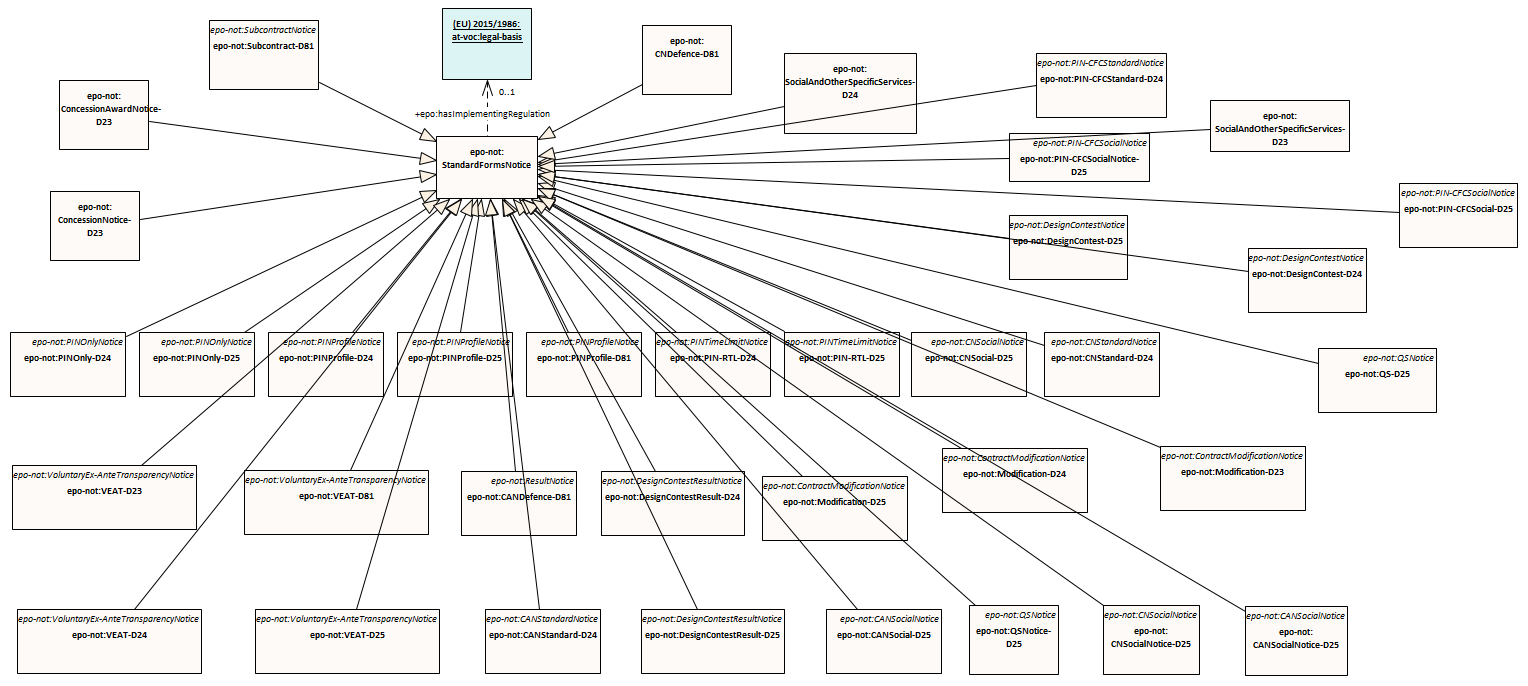 epo-not:SubcontractNotice
epo-not:Subcontract-D81
(EU) 2015/1986:
at-voc:legal-basis
epo-not:
CNDefence-D81
epo-not:
SocialAndOtherSpecificServices-
D24
epo-not:PIN-CFCStandardNotice
epo-not:PIN-CFCStandard-D24
epo-not:
ConcessionAwardNotice-
D23
0..1
+epo:hasImplementingRegulation
epo-not:
SocialAndOtherSpecificServices-
D23
epo-not:
StandardFormsNotice
epo-not:PIN-CFCSocialNotice
epo-not:PIN-CFCSocialNotice-
D25
epo-not:PIN-CFCSocialNotice
epo-not:PIN-CFCSocial-D25
epo-not:
ConcessionNotice-
D23
epo-not:DesignContestNotice
epo-not:DesignContest-D25
epo-not:DesignContestNotice
epo-not:DesignContest-D24
epo-not:PINOnlyNotice
epo-not:PINOnly-D24
epo-not:PINOnlyNotice
epo-not:PINOnly-D25
epo-not:PINProfileNotice
epo-not:PINProfile-D24
epo-not:PINProfileNotice
epo-not:PINProfile-D25
epo-not:PINProfileNotice
epo-not:PINProfile-D81
epo-not:PINTimeLimitNotice
epo-not:PIN-RTL-D24
epo-not:PINTimeLimitNotice
epo-not:PIN-RTL-D25
epo-not:CNSocialNotice
epo-not:CNSocial-D25
epo-not:CNStandardNotice
epo-not:CNStandard-D24
epo-not:QSNotice
epo-not:QS-D25
epo-not:VoluntaryEx-AnteTransparencyNotice
epo-not:VEAT-D23
epo-not:VoluntaryEx-AnteTransparencyNotice
epo-not:VEAT-D81
epo-not:ResultNotice
epo-not:CANDefence-D81
epo-not:DesignContestResultNotice
epo-not:DesignContestResult-D24
epo-not:ContractModificationNotice
epo-not:Modification-D25
epo-not:ContractModificationNotice
epo-not:Modification-D24
epo-not:ContractModificationNotice
epo-not:Modification-D23
epo-not:VoluntaryEx-AnteTransparencyNotice
epo-not:VEAT-D24
epo-not:VoluntaryEx-AnteTransparencyNotice
epo-not:VEAT-D25
epo-not:CANStandardNotice
epo-not:CANStandard-D24
epo-not:DesignContestResultNotice
epo-not:DesignContestResult-D25
epo-not:CANSocialNotice
epo-not:CANSocial-D25
epo-not:QSNotice
epo-not:QSNotice-
D25
epo-not:CNSocialNotice
epo-not:
CNSocialNotice-D25
epo-not:CANSocialNotice
epo-not:
CANSocialNotice-D25